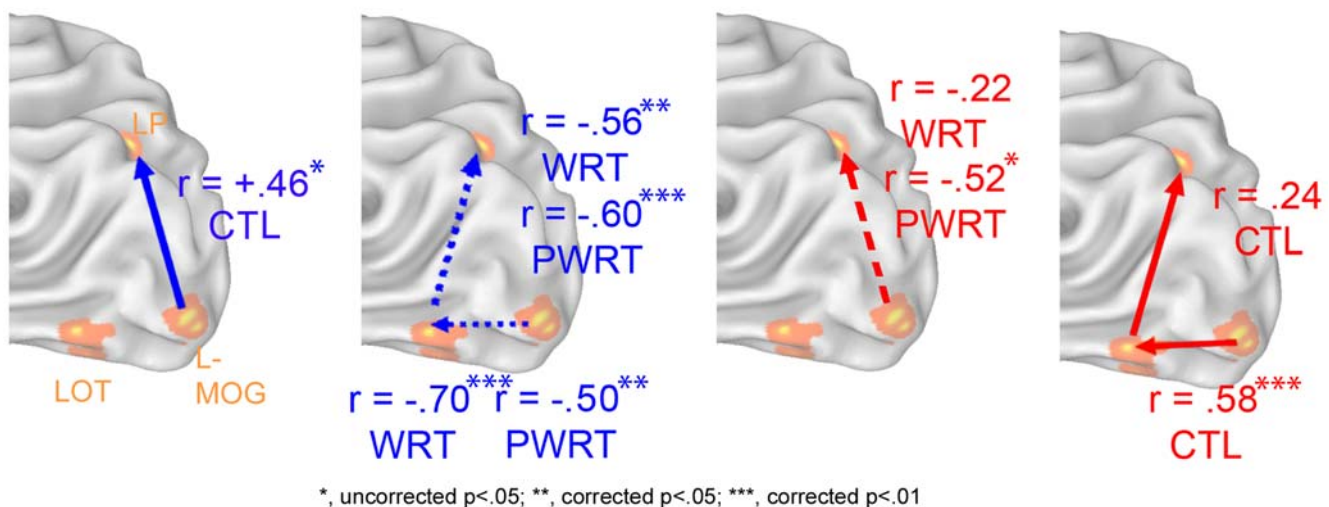 LP
r = +.46*
CTL
LOT
L-
MOG
r = -.56**
WRT
r = -.60***
PWRT
r = -.70*** r = -.50**
WRT PWRT
r = -.22
WRT
r = -.52*
PWRT
r = .24
CTL
r = .58***
CTL
*, uncorrected p<.05; **, corrected p<.05; ***, corrected p<.01